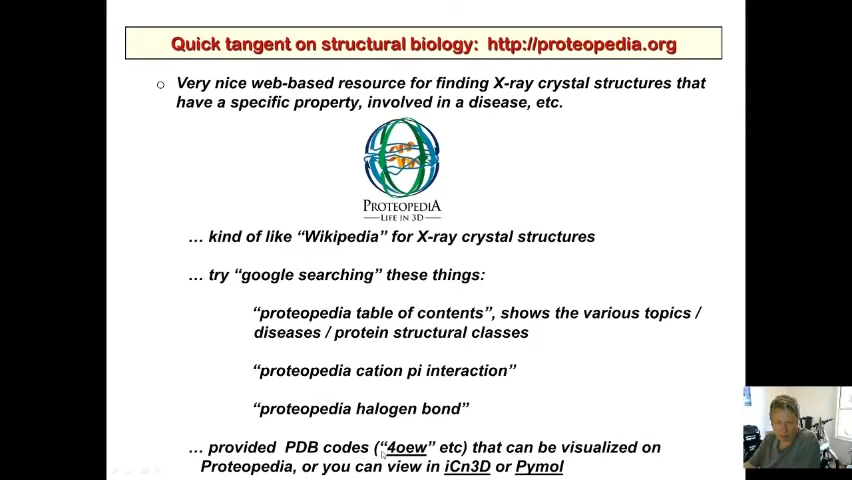 Quick tangent on structural biology:  http://proteopedia.org
o Very nice web-based resource for finding X-ray crystal structures that
have a specific property, involved in a disease, etc.
PROTEOPEDIA
LIFE IN 3D
… kind of like “Wikipedia” for X-ray crystal structures
… try “google searching” these things:
“proteopedia table of contents”, shows the various topics /
diseases / protein structural classes
“proteopedia cation pi interaction”
“proteopedia halogen bond”
… provided  PDB codes (“4oew” etc) that can be visualized on
Proteopedia, or you can view in iCn3D or Pymol